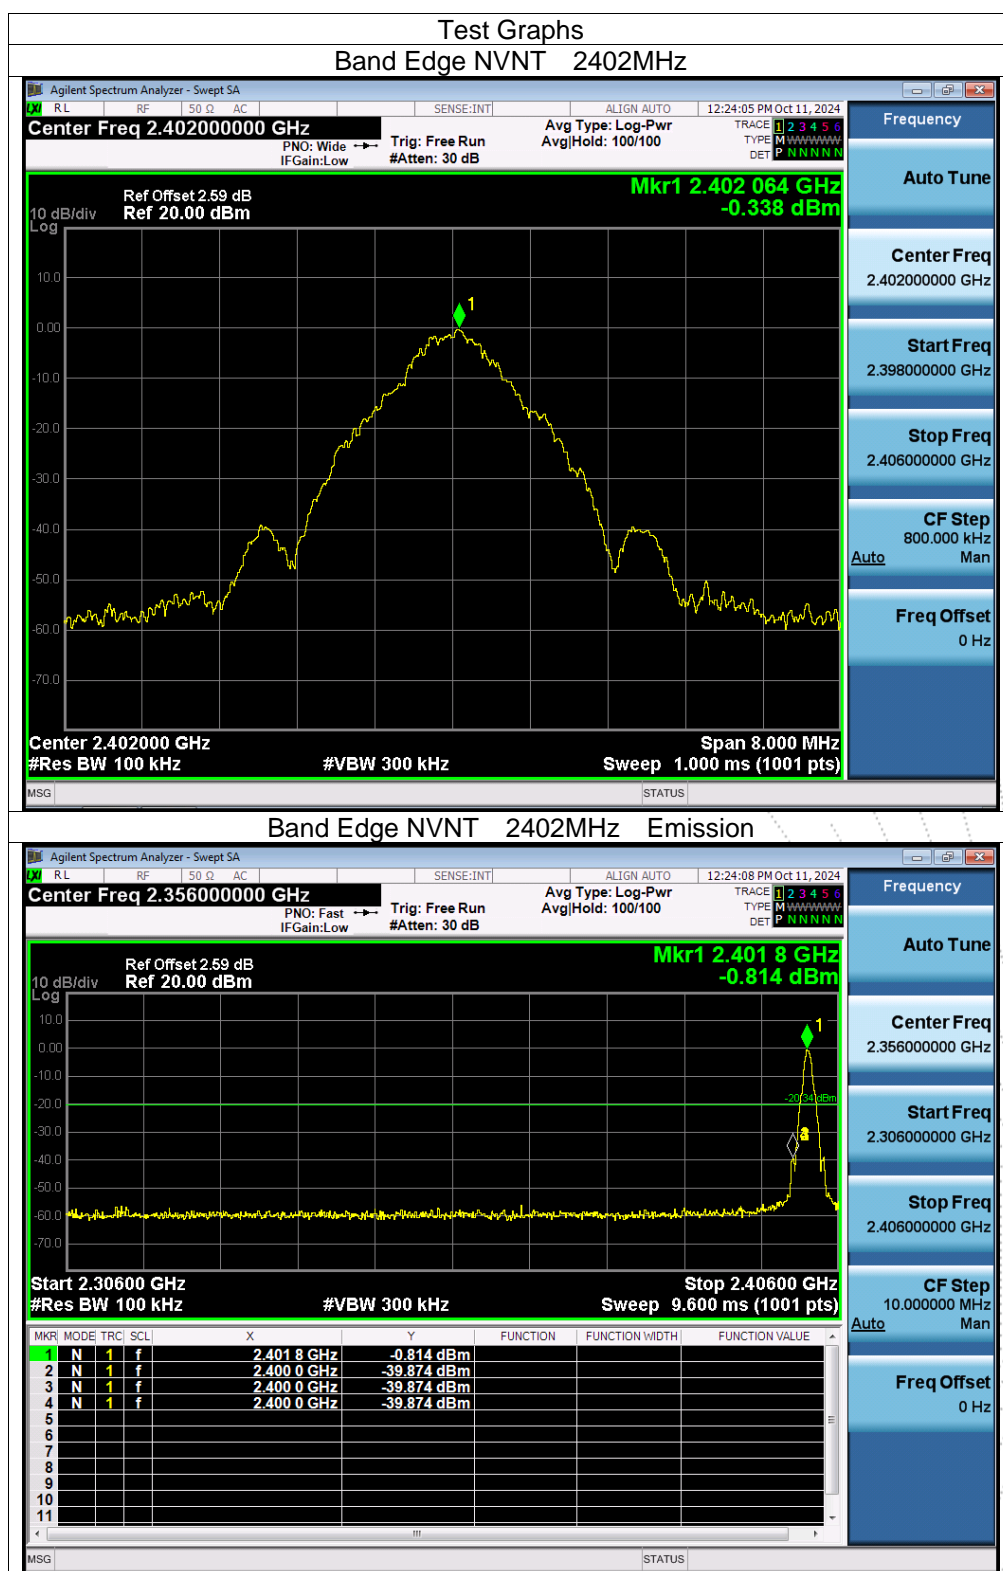 Test Graphs
Band Edge NVNT 2402MHz
Agilent Spectrum Analyzer - Swept SA
LXI RL RF 50 Ω AC SENSE:INT ALIGN AUTO 12:24:05 PM Oct 11, 2024
Center Freq 2.402000000 GHz
PNO: Wide
IFGain:Low
Trig: Free Run
#Atten: 30 dB
Avg Type: Log-Pwr
Avg|Hold: 100/100
TRACE 1 2 3 4 5 6
TYPE M W W W W W
DET P N N N N N
Frequency
Auto Tune
Center Freq
2.402000000 GHz
Start Freq
2.398000000 GHz
Stop Freq
2.406000000 GHz
CF Step
800.000 kHz
Auto Man
Freq Offset
0 Hz
Ref Offset 2.59 dB
Ref 20.00 dBm
10 dB/div
Log
Mkr1 2.402 064 GHz
-0.338 dBm
1
10.0
0.00
-10.0
-20.0
-30.0
-40.0
-50.0
-60.0
-70.0
Center 2.402000 GHz Span 8.000 MHz
#Res BW 100 kHz #VBW 300 kHz Sweep 1.000 ms (1001 pts)
MSG STATUS
Band Edge NVNT 2402MHz Emission
Agilent Spectrum Analyzer - Swept SA
LXI RL RF 50 Ω AC SENSE:INT ALIGN AUTO 12:24:08 PM Oct 11, 2024
Center Freq 2.356000000 GHz
PNO: Fast
IFGain:Low
Trig: Free Run
#Atten: 30 dB
Avg Type: Log-Pwr
Avg|Hold: 100/100
TRACE 1 2 3 4 5 6
TYPE M W W W W W
DET P N N N N N
Frequency
Auto Tune
Center Freq
2.356000000 GHz
Start Freq
2.306000000 GHz
Stop Freq
2.406000000 GHz
CF Step
10.000000 MHz
Auto Man
Freq Offset
0 Hz
Ref Offset 2.59 dB
Ref 20.00 dBm
10 dB/div
Log
Mkr1 2.401 8 GHz
-0.814 dBm
1
-20.34 dBm
10.0
0.00
-10.0
-20.0
-30.0
-40.0
-50.0
-60.0
-70.0
Start 2.30600 GHz Stop 2.40600 GHz
#Res BW 100 kHz #VBW 300 kHz Sweep 9.600 ms (1001 pts)
MKR MODE TRC SCL X Y FUNCTION FUNCTION WIDTH FUNCTION VALUE
1 N 1 f 2.401 8 GHz -0.814 dBm
2 N 1 f 2.400 0 GHz -39.874 dBm
3 N 1 f 2.400 0 GHz -39.874 dBm
4 N 1 f 2.400 0 GHz -39.874 dBm
5
6
7
8
9
10
11
MSG STATUS